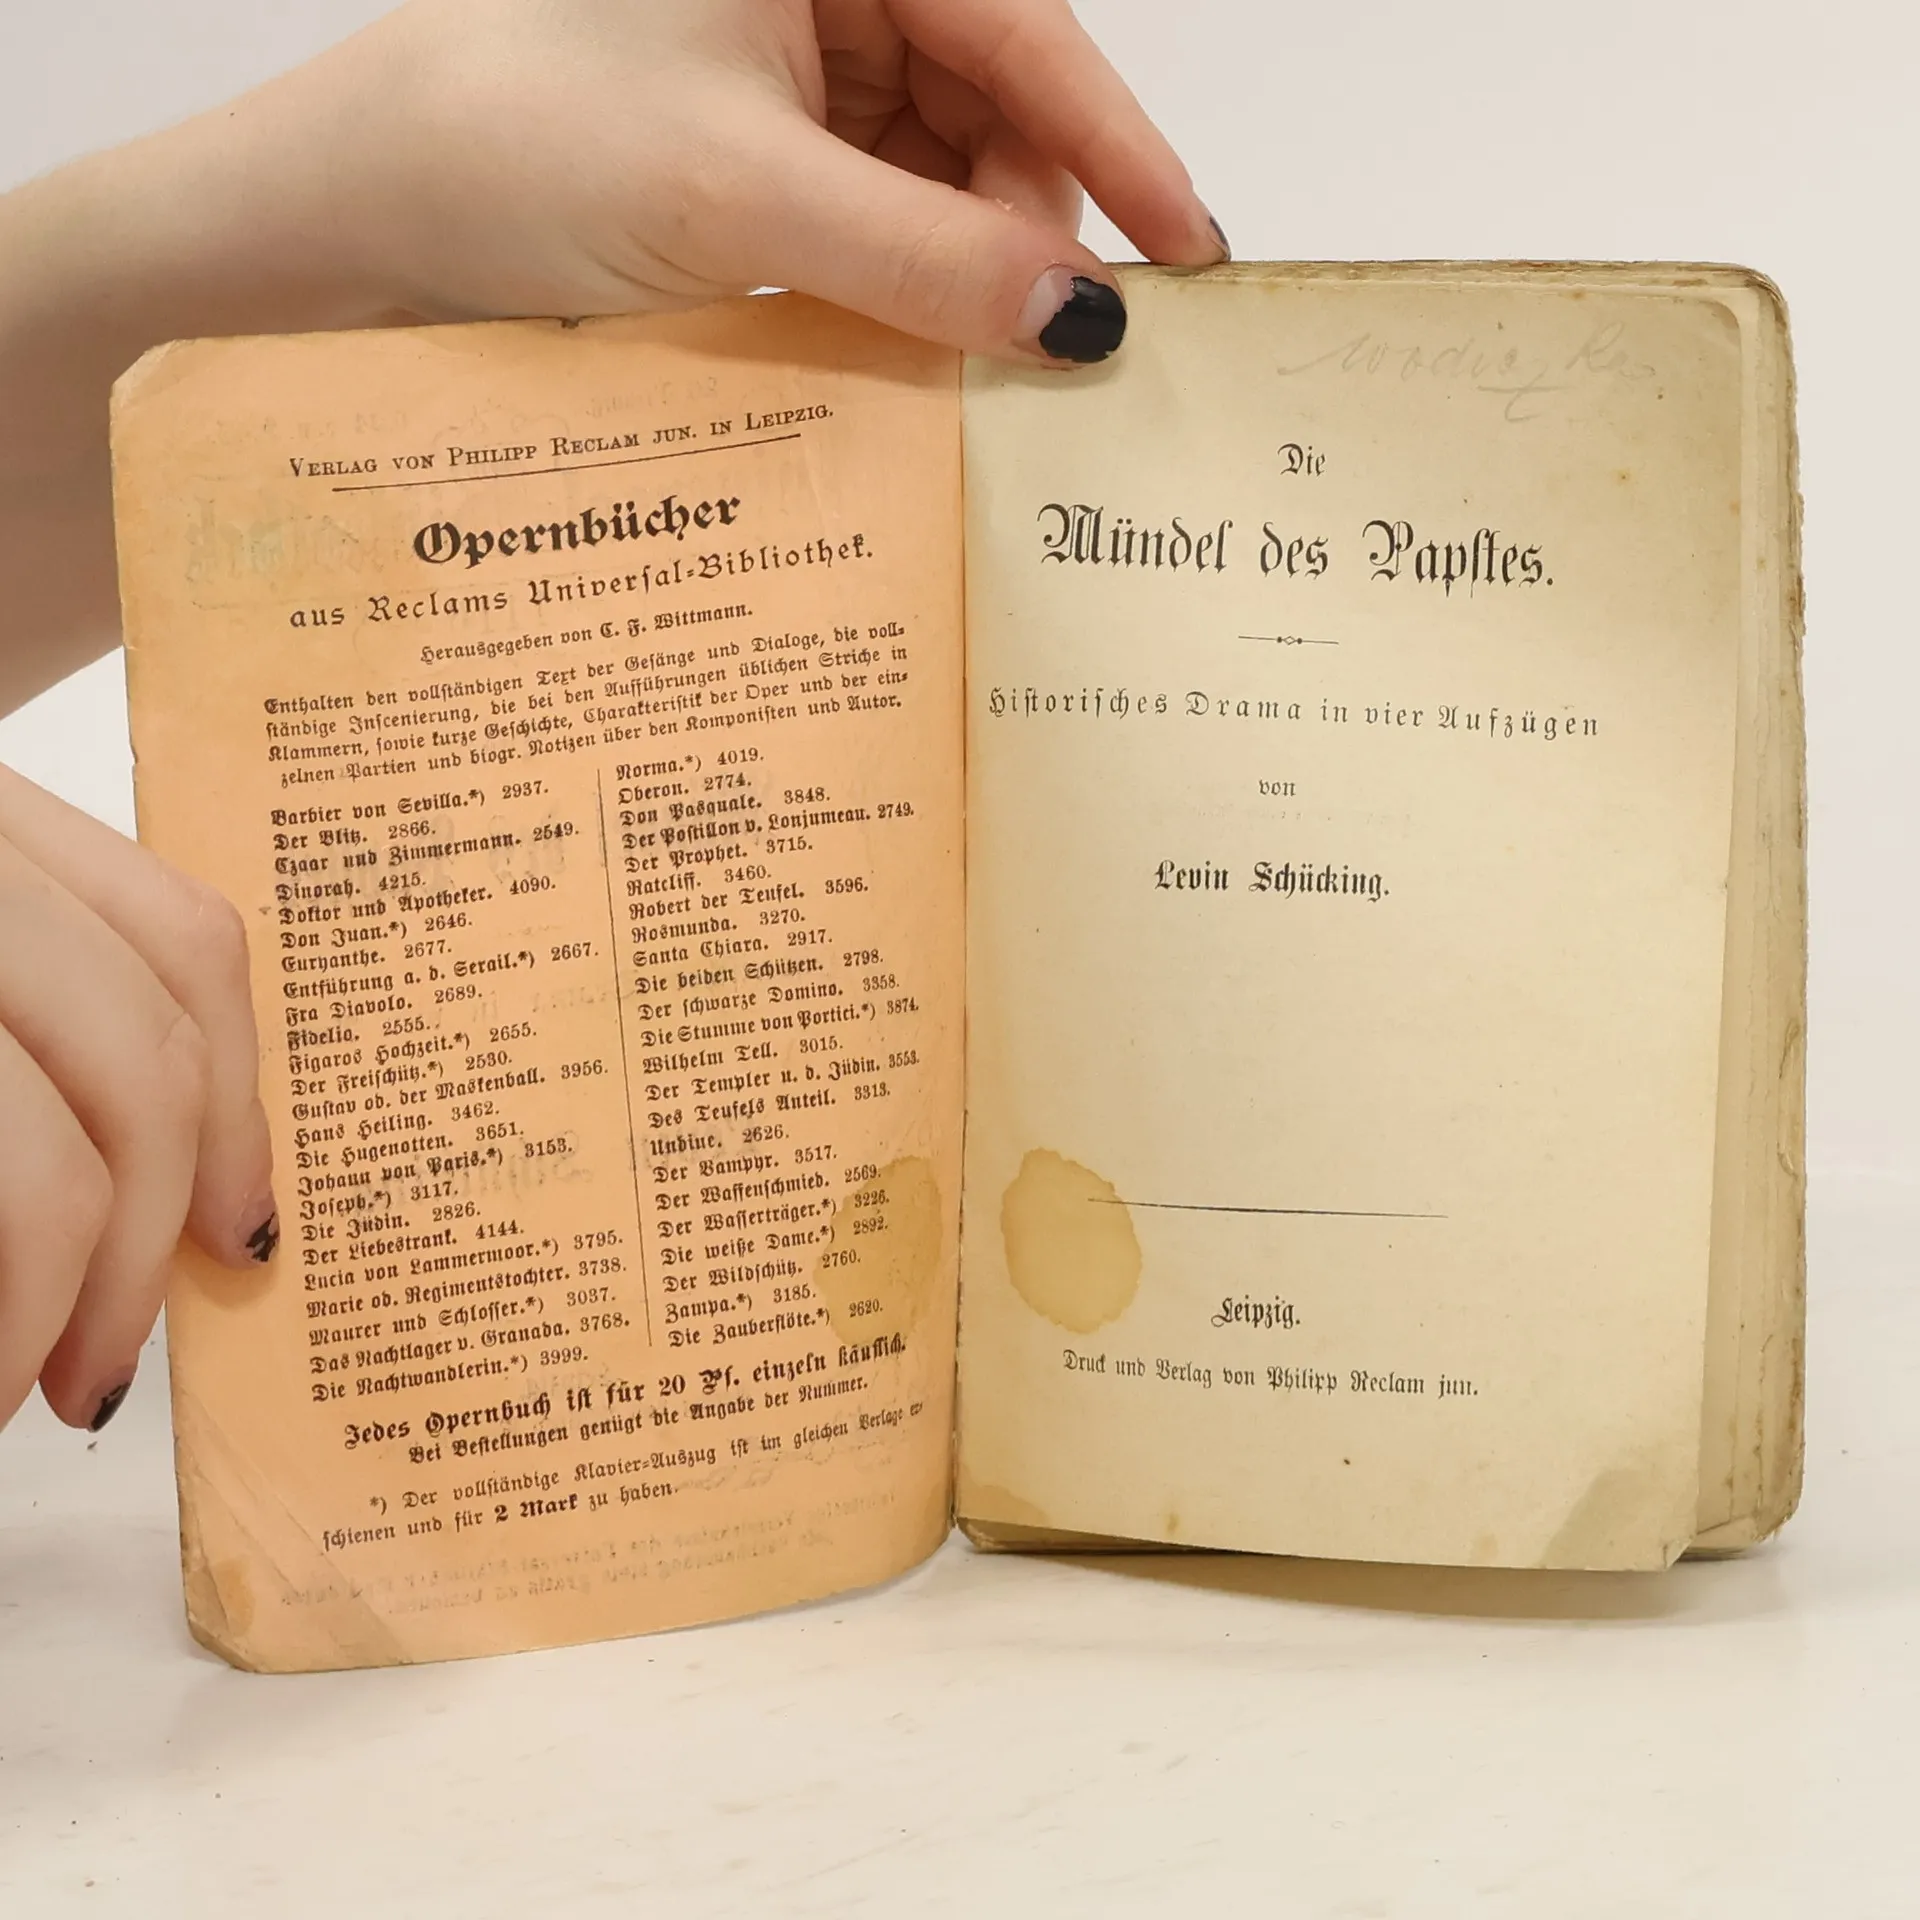 VERLAG VON PHILIPP RECLAM JUN. IN LEIPZIG.
Opernbücher
aus Reclams Universal-Bibliothek.
Herausgegeben von C. F. Wittmann.
Enthalten den vollständigen Text der Gesänge und Dialoge, die voll-
ständige Inscenierung, die bei den Aufführungen üblichen Striche in
Klammern, sowie kurze Geschichte, Charakteristik der Oper und der ein-
zelnen Partien und biogr. Notizen über den Komponisten und Autor.
Barbier von Sevilla.*) 2937.
Der Blitz. 2866.
Czaar und Zimmermann. 2549.
Dinorah. 4215.
Doktor und Apotheker. 4090.
Don Juan.*) 2646.
Euryanthe. 2677.
Entführung a. d. Serail.*) 2667.
Fra Diavolo. 2689.
Fidelio. 2555.
Figaros Hochzeit.*) 2655.
Der Freischütz.*) 2530.
Gustav od. der Maskenball. 3956.
Hans Heiling. 3462.
Die Hugenotten. 3651.
Johann von Paris.*) 3153.
Joseph.*) 3117.
Die Jüdin. 2826.
Der Liebestrank. 4144.
Lucia von Lammermoor.*) 3795.
Marie od. Regimentstochter. 3738.
Maurer und Schlosser.*) 3037.
Das Nachtlager v. Granada. 3768.
Die Nachtwandlerin.*) 3999.
Norma.*) 4019.
Oberon. 2774.
Don Pasquale. 3848.
Der Postillon v. Lonjumeau. 2749.
Der Prophet. 3715.
Ratcliff. 3460.
Robert der Teufel. 3596.
Rosmunda. 3270.
Santa Chiara. 2917.
Die beiden Schützen. 2798.
Der schwarze Domino. 3358.
Die Stumme von Portici.*) 3874.
Wilhelm Tell. 3015.
Der Templer u. d. Jüdin. 3553.
Des Teufels Anteil. 3313.
Undine. 2626.
Der Vampyr. 3517.
Der Waffenschmied. 2569.
Der Wasserträger.*) 3226.
Die weiße Dame.*) 2892.
Der Wildschütz. 2760.
Zampa.*) 3185.
Die Zauberflöte.*) 2620.
Jedes Opernbuch ist für 20 Pf. einzeln käuflich.
Bei Bestellungen genügt die Angabe der Nummer.
*) Der vollständige Klavier-Auszug ist im gleichen Verlage er-
schienen und für 2 Mark zu haben.
Die
Mündel des Papstes.
Historisches Drama in vier Aufzügen
von
Levin Schücking.
Leipzig.
Druck und Verlag von Philipp Reclam jun.